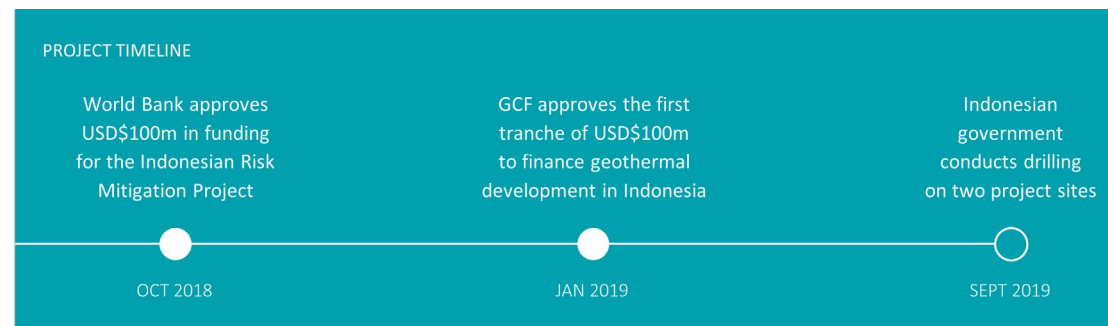 PROJECT TIMELINE
World Bank approves
USD$100m in funding
for the Indonesian Risk
Mitigation Project
GCF approves the first
tranche of USD$100m
to finance geothermal
development in Indonesia
Indonesian
government
conducts drilling
on two project sites
OCT 2018
JAN 2019
SEPT 2019